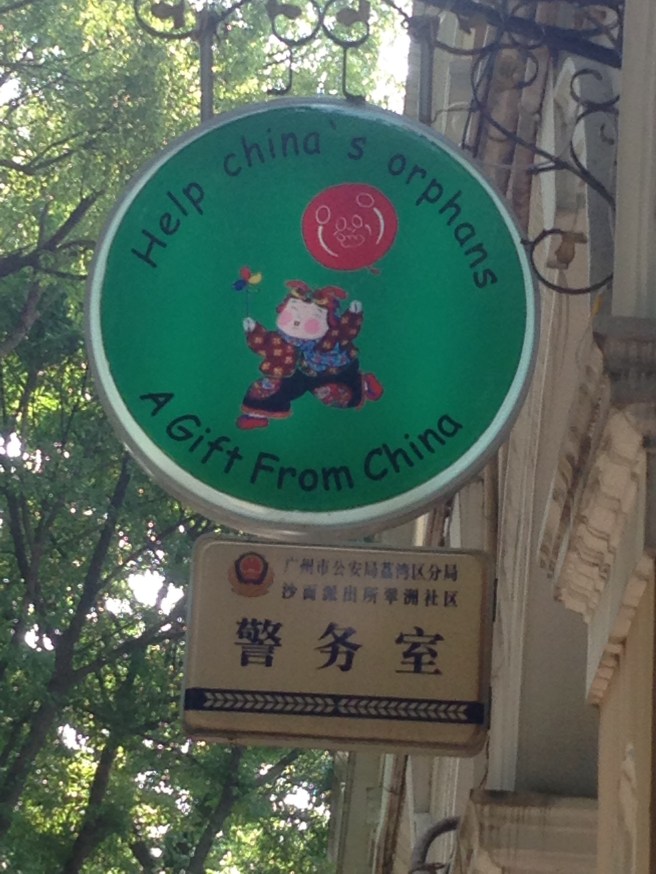 Help china`s orphans
A Gift From China
广州市公安局荔湾区分局
沙面派出所翠洲社区
警务室